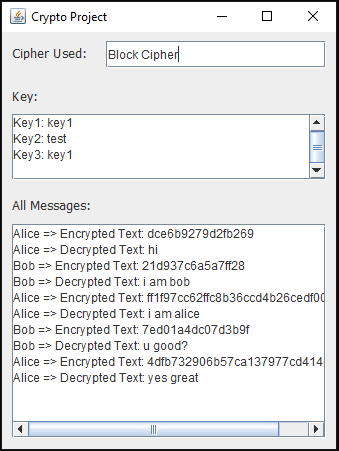 Crypto Project
Cipher Used: Block Cipher
Key:
Key1: key1
Key2: test
Key3: key1
All Messages:
Alice => Encrypted Text: dce6b9279d2fb269
Alice => Decrypted Text: hi
Bob => Encrypted Text: 21d937c6a5a7ff28
Bob => Decrypted Text: i am bob
Alice => Encrypted Text: ff1f97cc62ffc8b36ccd4b26cedf00
Alice => Decrypted Text: i am alice
Bob => Encrypted Text: 7ed01a4dc07d3b9f
Bob => Decrypted Text: u good?
Alice => Encrypted Text: 4dfb732906b57ca137977cd414
Alice => Decrypted Text: yes great